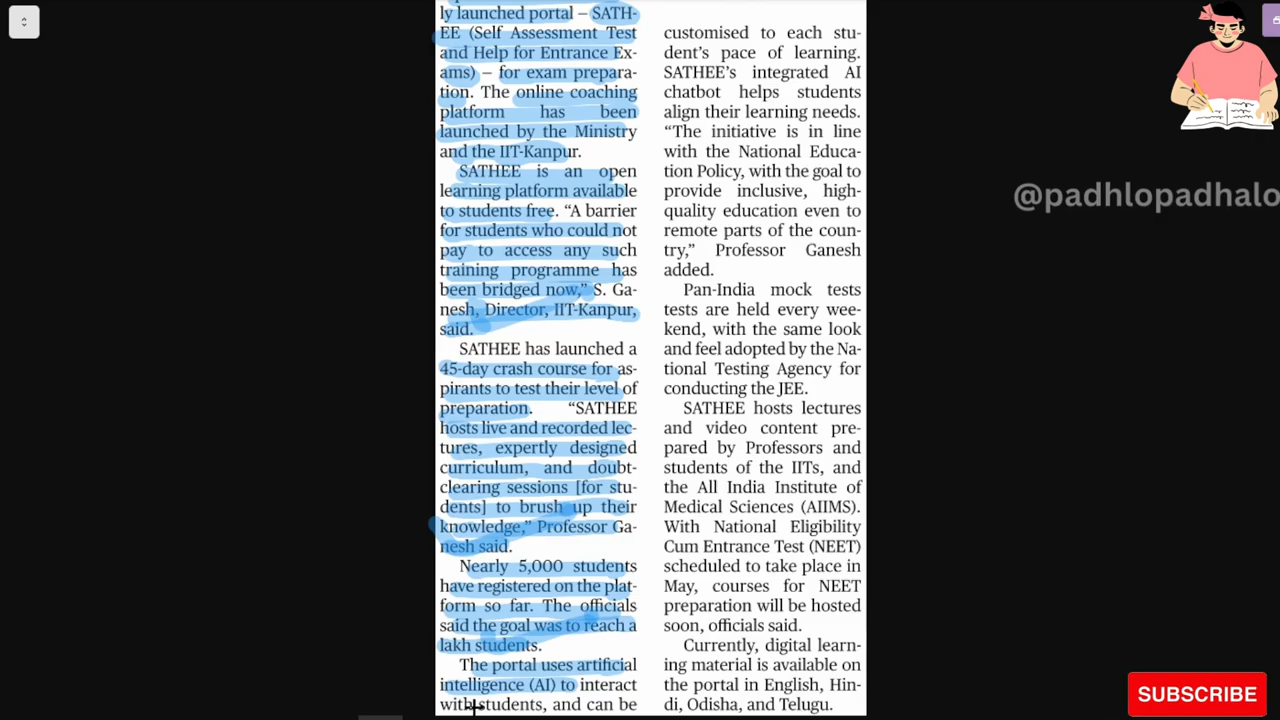 ly launched portal – SATH-
EE (Self Assessment Test
and Help for Entrance Ex-
ams) – for exam prepara-
tion. The online coaching
platform has been
launched by the Ministry
and the IIT-Kanpur.
SATHEE is an open
learning platform available
to students free. “A barrier
for students who could not
pay to access any such
training programme has
been bridged now,” S. Ga-
nesh, Director, IIT-Kanpur,
said.
SATHEE has launched a
45-day crash course for as-
pirants to test their level of
preparation. “SATHEE
hosts live and recorded lec-
tures, expertly designed
curriculum, and doubt-
clearing sessions [for stu-
dents] to brush up their
knowledge,” Professor Ga-
nesh said.
Nearly 5,000 students
have registered on the plat-
form so far. The officials
said the goal was to reach a
lakh students.
The portal uses artificial
intelligence (AI) to interact
with students, and can be
customised to each stu-
dent’s pace of learning.
SATHEE’s integrated AI
chatbot helps students
align their learning needs.
“The initiative is in line
with the National Educa-
tion Policy, with the goal to
provide inclusive, high-
quality education even to
remote parts of the coun-
try,” Professor Ganesh
added.
Pan-India mock tests
tests are held every wee-
kend, with the same look
and feel adopted by the Na-
tional Testing Agency for
conducting the JEE.
SATHEE hosts lectures
and video content pre-
pared by Professors and
students of the IITs, and
the All India Institute of
Medical Sciences (AIIMS).
With National Eligibility
Cum Entrance Test (NEET)
scheduled to take place in
May, courses for NEET
preparation will be hosted
soon, officials said.
Currently, digital learn-
ing material is available on
the portal in English, Hin-
di, Odisha, and Telugu.
@padhlopadhalo
SUBSCRIBE